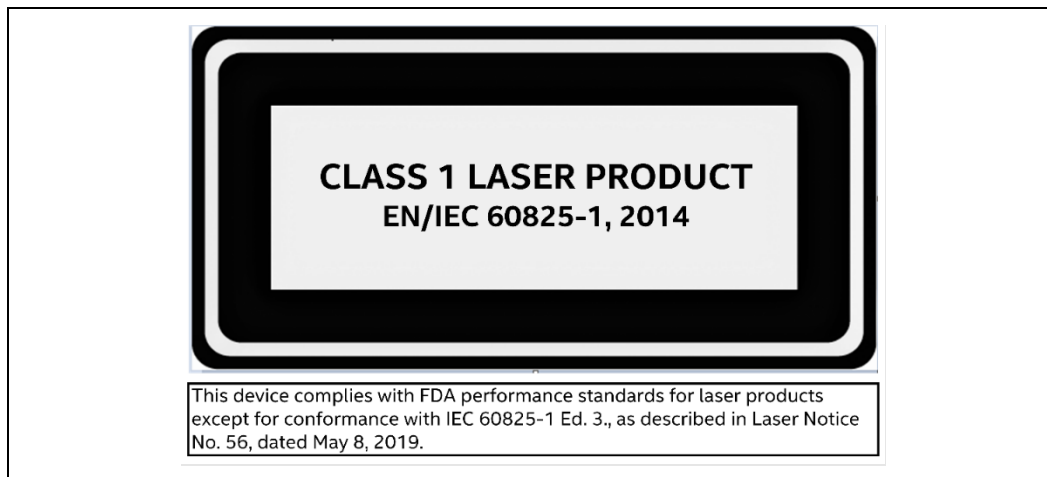 CLASS 1 LASER PRODUCT
EN/IEC 60825-1, 2014
This device complies with FDA performance standards for laser products
except for conformance with IEC 60825-1 Ed. 3., as described in Laser Notice
No. 56, dated May 8, 2019.